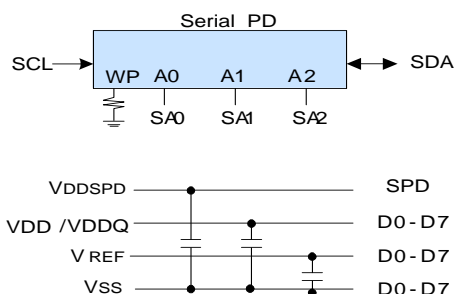 Serial PD
SCL
WP A0 A1 A2
SDA
SA0 SA1 SA2
VDDSPD SPD
VDD /VDDQ D0-D7
VREF D0-D7
VSS D0-D7